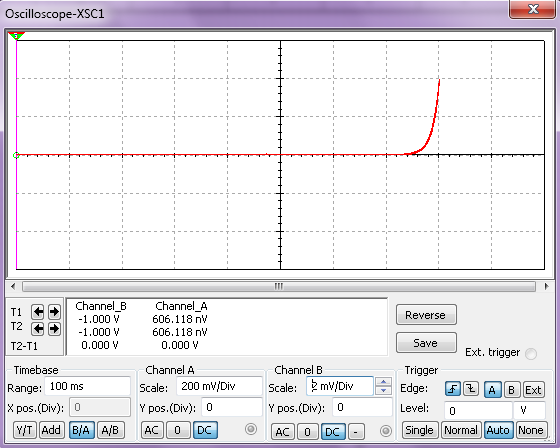 Oscilloscope-XSC1
Channel_B Channel_A
T1 -1.000 V 606.118 nV
T2 -1.000 V 606.118 nV
T2-T1 0.000 V 0.000 V
Reverse
Save
Ext. trigger
Timebase
Range: 100 ms
X pos.(Div): 0
Y/T Add B/A A/B
Channel A
Scale: 200 mV/Div
Y pos.(Div): 0
AC 0 DC
Channel B
Scale: 2 mV/Div
Y pos.(Div): 0
AC 0 DC -
Trigger
Edge: A B Ext
Level: 0 V
Single Normal Auto None